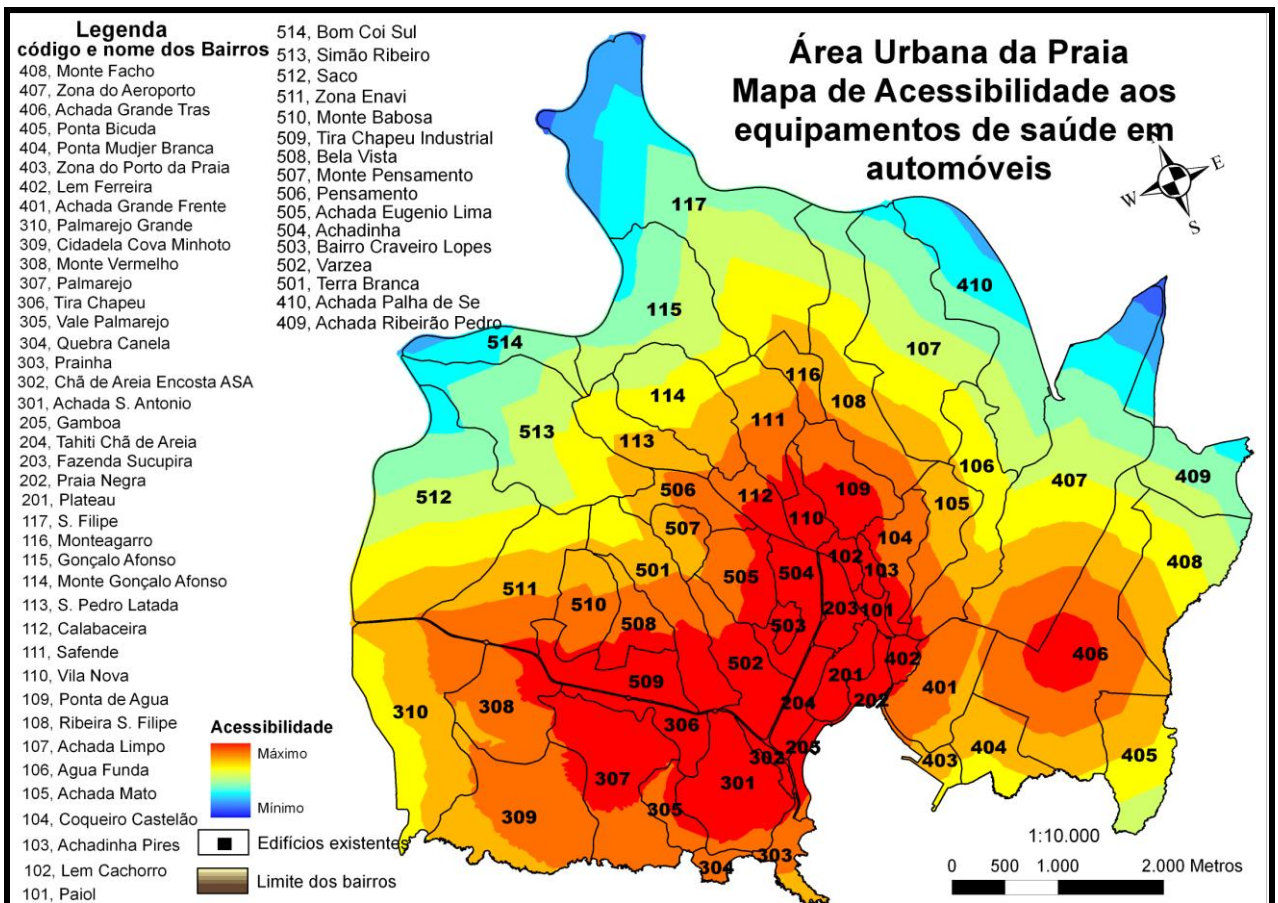 Legenda
código e nome dos Bairros
408, Monte Facho
407, Zona do Aeroporto
406, Achada Grande Tras
405, Ponta Bicuda
404, Ponta Mudjer Branca
403, Zona do Porto da Praia
402, Lem Ferreira
401, Achada Grande Frente
310, Palmarejo Grande
309, Cidadela Cova Minhoto
308, Monte Vermelho
307, Palmarejo
306, Tira Chapeu
305, Vale Palmarejo
304, Quebra Canela
303, Prainha
302, Chã de Areia Encosta ASA
301, Achada S. Antonio
205, Gamboa
204, Tahiti Chã de Areia
203, Fazenda Sucupira
202, Praia Negra
201, Plateau
117, S. Filipe
116, Monteagarro
115, Gonçalo Afonso
114, Monte Gonçalo Afonso
113, S. Pedro Latada
112, Calabaceira
111, Safende
110, Vila Nova
109, Ponta de Agua
108, Ribeira S. Filipe
107, Achada Limpo
106, Agua Funda
105, Achada Mato
104, Coqueiro Castelão
103, Achadinha Pires
102, Lem Cachorro
101, Paiol
514, Bom Coi Sul
513, Simão Ribeiro
512, Saco
511, Zona Enavi
510, Monte Babosa
509, Tira Chapeu Industrial
508, Bela Vista
507, Monte Pensamento
506, Pensamento
505, Achada Eugenio Lima
504, Achadinha
503, Bairro Craveiro Lopes
502, Varzea
501, Terra Branca
410, Achada Palha de Se
409, Achada Ribeirão Pedro
Acessibilidade
Máximo
Mínimo
Edifícios existentes
Limite dos bairros
Área Urbana da Praia
Mapa de Acessibilidade aos
equipamentos de saúde em
automóveis
E
W
S
117
410
115
514
107
116
114
108
111
513
113
106
409
407
506
109
512
112
105
110
507
104
408
102
501
505
504
103
511
510
203
101
508
503
406
402
502
201
401
509
202
308
204
310
306
205
404
302
405
403
307
301
305
309
303
304
1:10.000
0 500 1.000 2.000 Metros